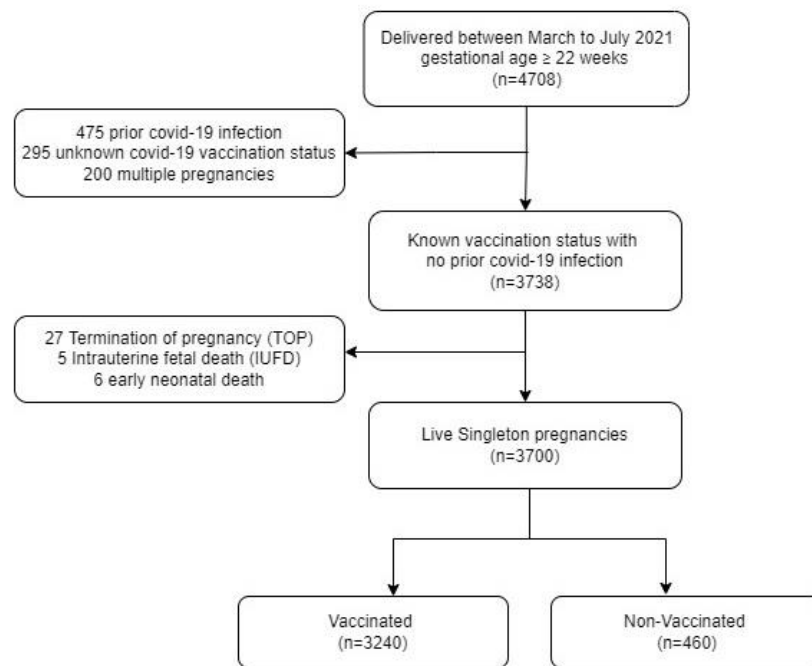 Delivered between March to July 2021
gestational age ≥ 22 weeks
(n=4708)
475 prior covid-19 infection
295 unknown covid-19 vaccination status
200 multiple pregnancies
Known vaccination status with
no prior covid-19 infection
(n=3738)
27 Termination of pregnancy (TOP)
5 Intrauterine fetal death (IUFD)
6 early neonatal death
Live Singleton pregnancies
(n=3700)
Vaccinated
(n=3240)
Non-Vaccinated
(n=460)